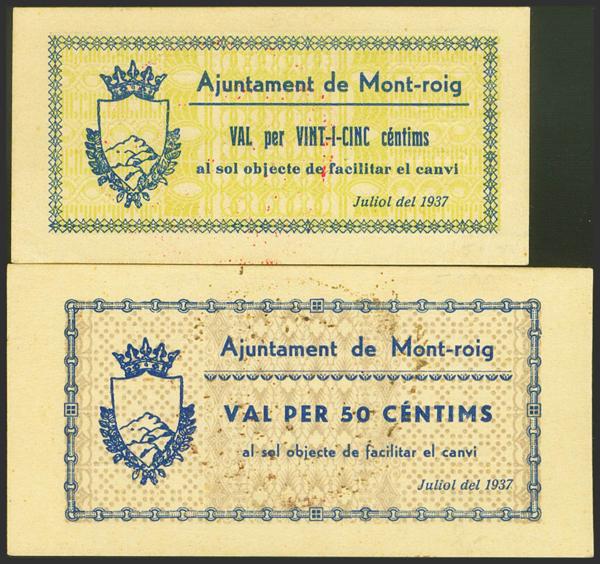 Ajuntament de Mont-roig
VAL per VINT-I-CINC cèntims
al sol objecte de facilitar el canvi
Juliol del 1937
Ajuntament de Mont-roig
VAL PER 50 CÉNTIMS
al sol objecte de facilitar el canvi
Juliol del 1937